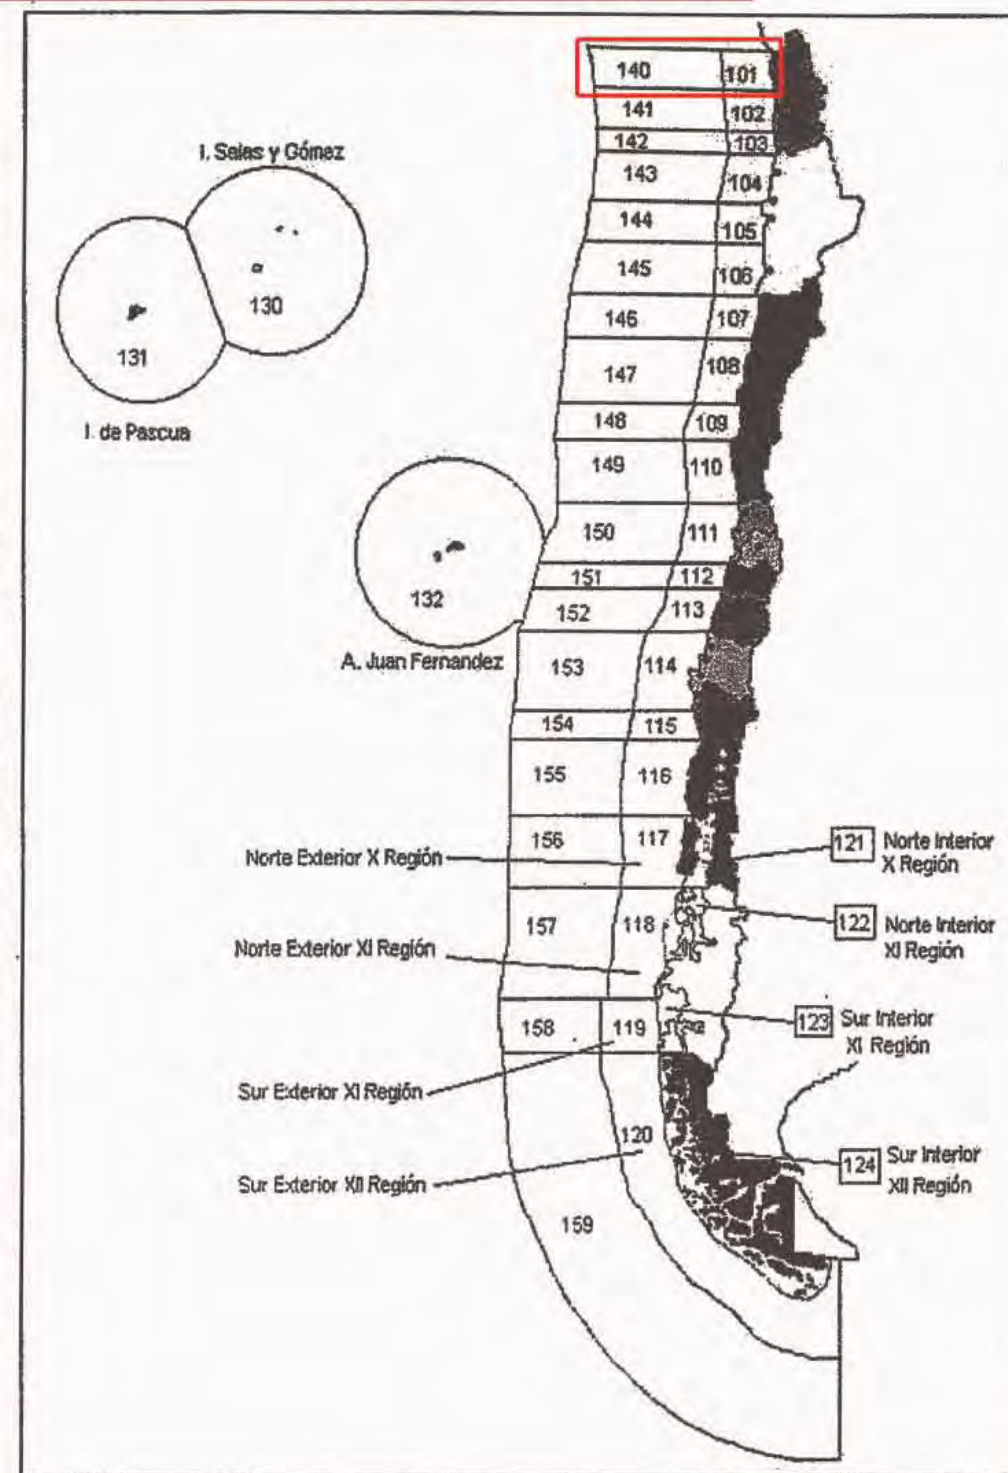 140 101
141 102
142 103
I. Salas y Gómez
143 104
144 105
145 106
130
146 107
131
147 108
148 109
I. de Pascua
149 110
150 111
151 112
132
152 113
A. Juan Fernandez
153 114
154 115
155 116
156 117
121 Norte Interior
X Región
Norte Exterior X Región
157 118
122 Norte Interior
XI Región
Norte Exterior XI Región
158 119
123 Sur Interior
XI Región
Sur Exterior XI Región
120
124 Sur Interior
XII Región
Sur Exterior XII Región
159